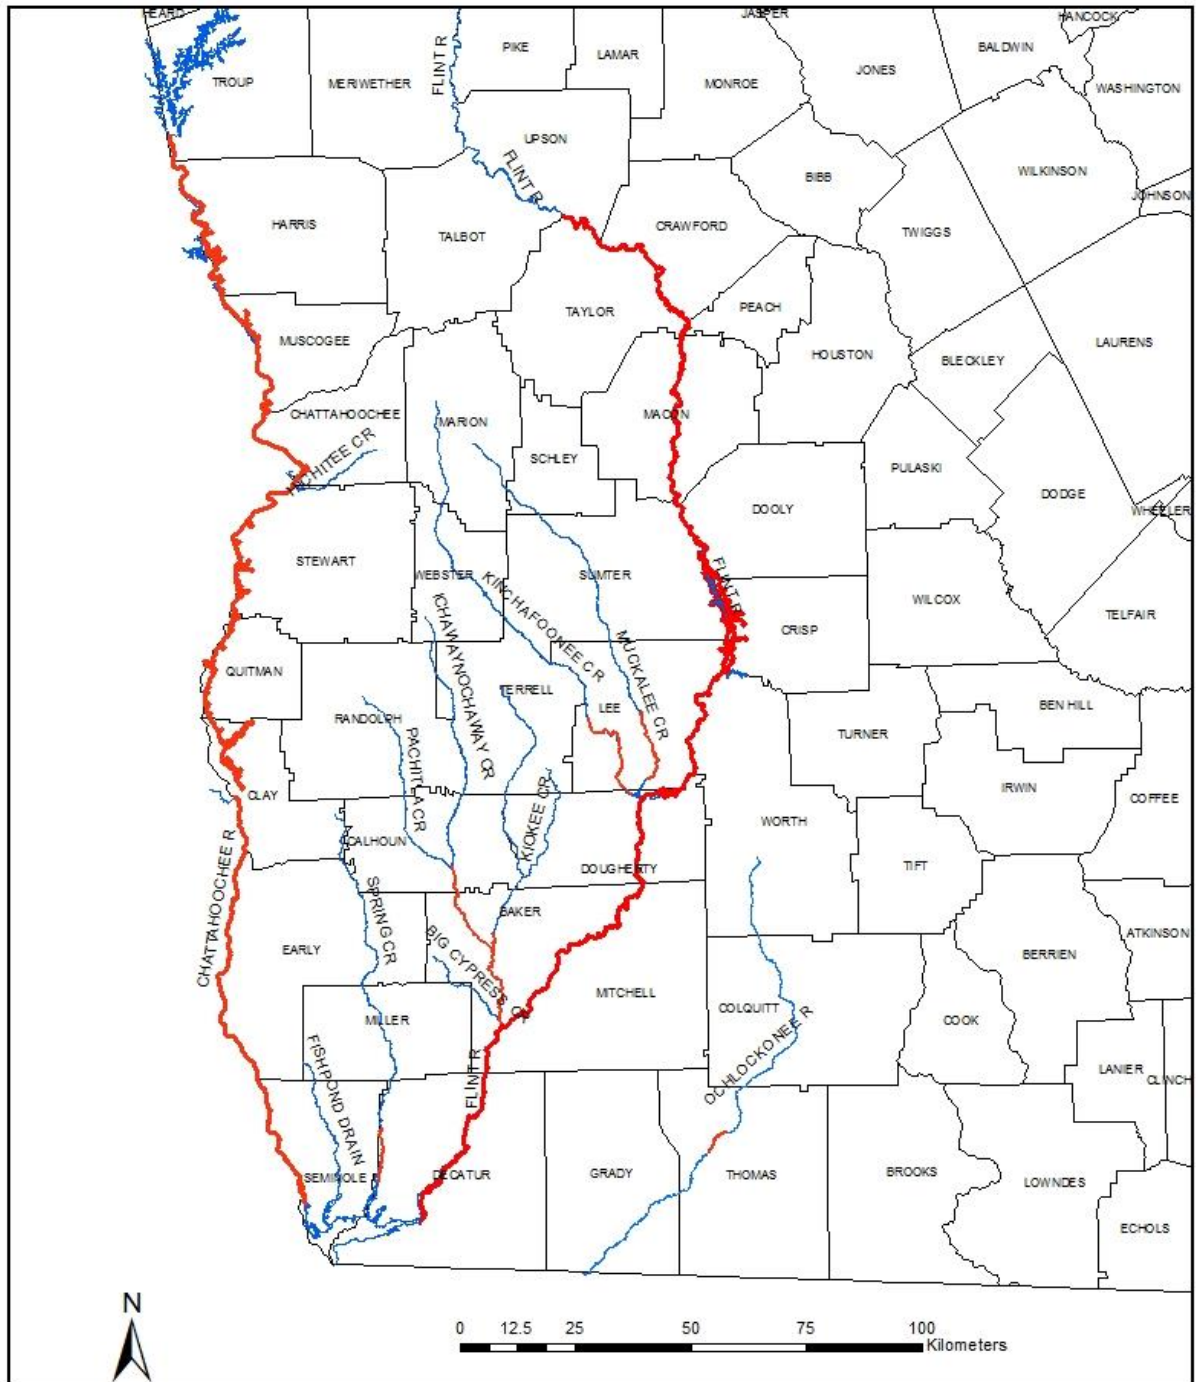 HEARD
JASPER
HANCOCK
PIKE
LAMAR
BALDWIN
TROUP
MERIWETHER
FLINT R
MONROE
JONES
WASHINGTON
UPSON
FLINT R
BIBB
WILKINSON
JOHNSON
HARRIS
TALBOT
CRAWFORD
TWIGGS
PEACH
TAYLOR
MUSCOGEE
HOUSTON
BLECKLEY
LAURENS
CHATTAHOOCHEE
MARION
MACON
SCHLEY
HICHITEE CR
PULASKI
DODGE
DOOLY
WHEELER
STEWART
WEBSTER
KINCHAFOONEE CR
SUMTER
FLINT R
WILCOX
TELFAIR
CRISP
ICHAWAYNOCHAWAY CR
MUCKALEE CR
QUITMAN
TERRELL
LEE
RANDOLPH
BEN HILL
TURNER
PACHITLA CR
CLAY
IRWIN
COFFEE
KIOKEE CR
WORTH
CALHOUN
TIFT
DOUGHERTY
CHATTAHOOCHEE R
SPRING CR
BAKER
ATKINSON
EARLY
BIG CYPRESS CR
BERRIEN
MITCHELL
COLQUITT
MILLER
COOK
OCHLOCKONEE R
FISHPOND DRAIN
FLINT R
LANIER
CLINCH
SEMINOLE
DECATUR
GRADY
THOMAS
BROOKS
LOWNDES
ECHOLS
N
0 12.5 25 50 75 100
Kilometers